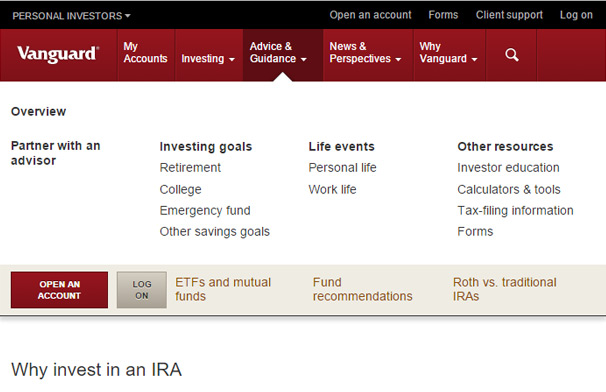 PERSONAL INVESTORS
Open an account
Forms
Client support
Log on
Vanguard®
My
Accounts
Investing
Advice &
Guidance
News &
Perspectives
Why
Vanguard
Overview
Partner with an
advisor
Investing goals
Retirement
College
Emergency fund
Other savings goals
Life events
Personal life
Work life
Other resources
Investor education
Calculators & tools
Tax-filing information
Forms
OPEN AN
ACCOUNT
LOG
ON
ETFs and mutual
funds
Fund
recommendations
Roth vs. traditional
IRAs
Why invest in an IRA